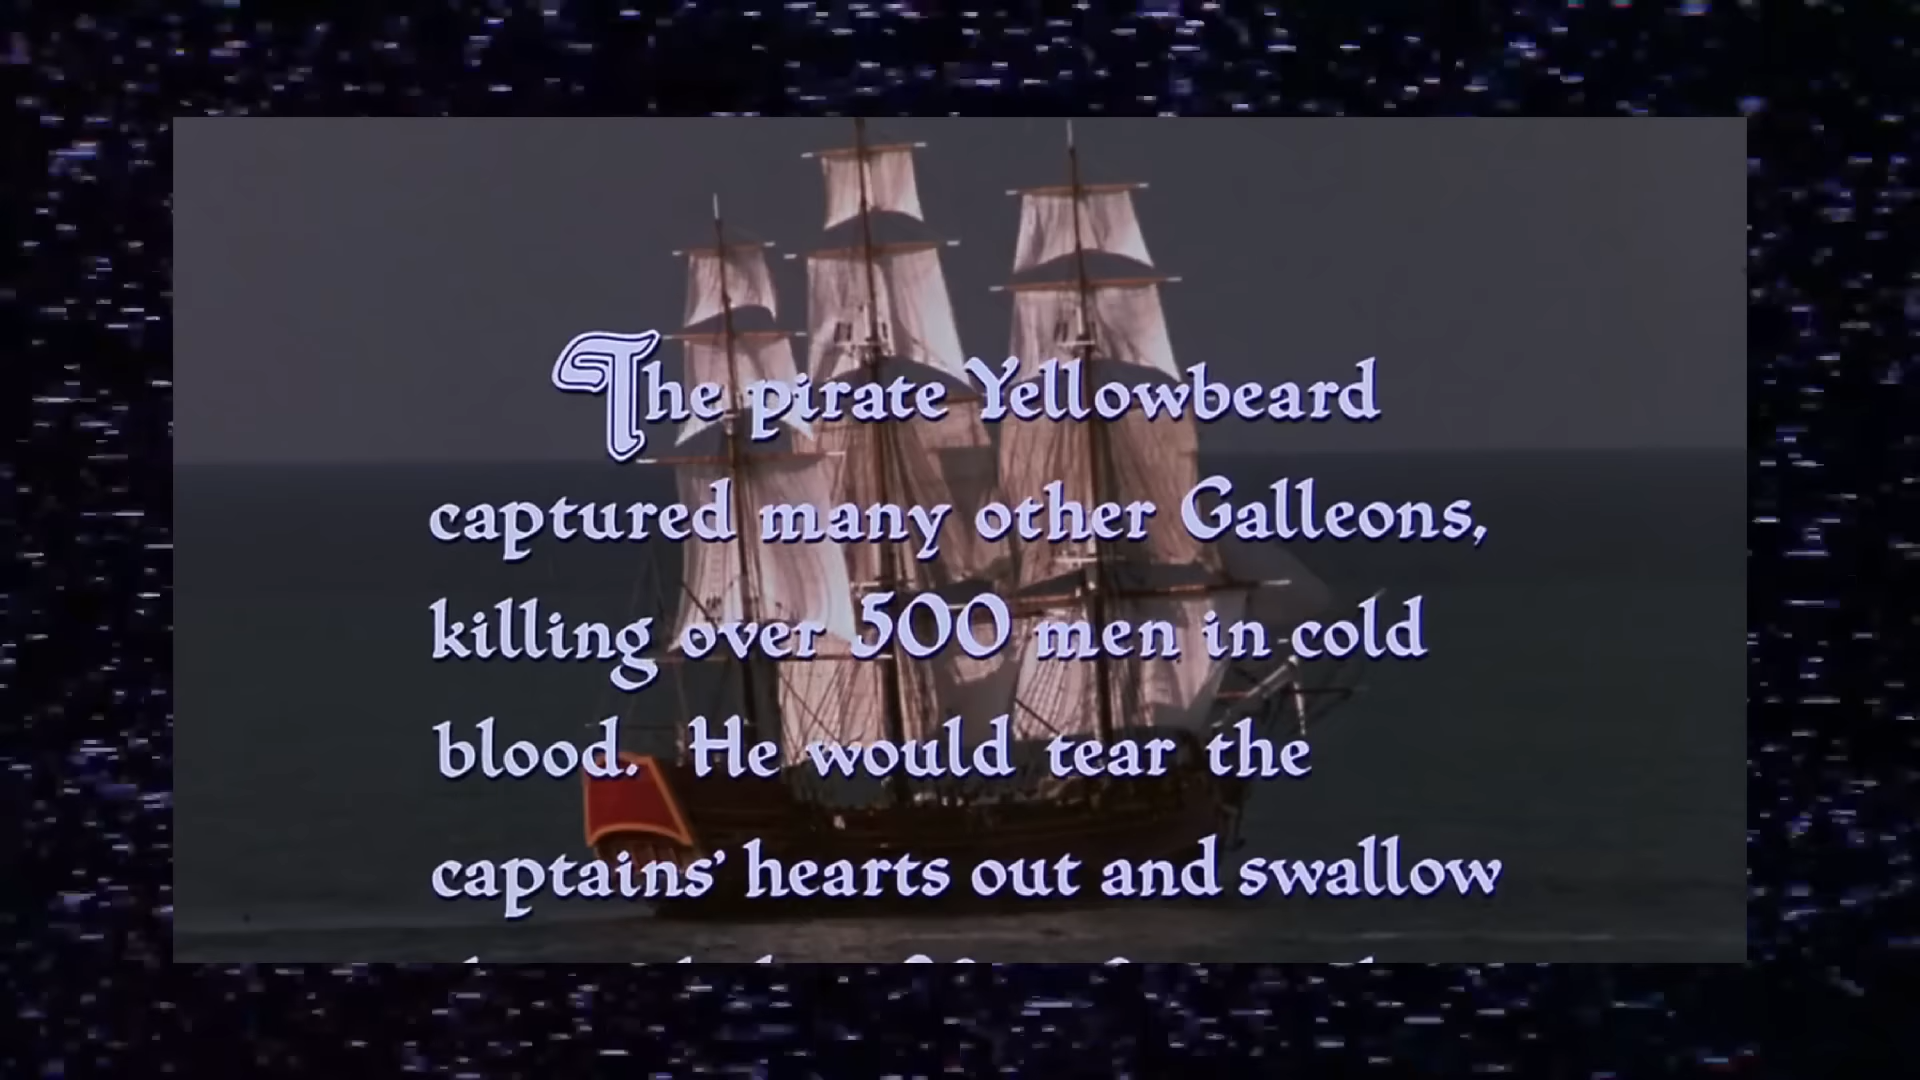 The pirate Yellowbeard
captured many other Galleons,
killing over 500 men in cold
blood. He would tear the
captains' hearts out and swallow